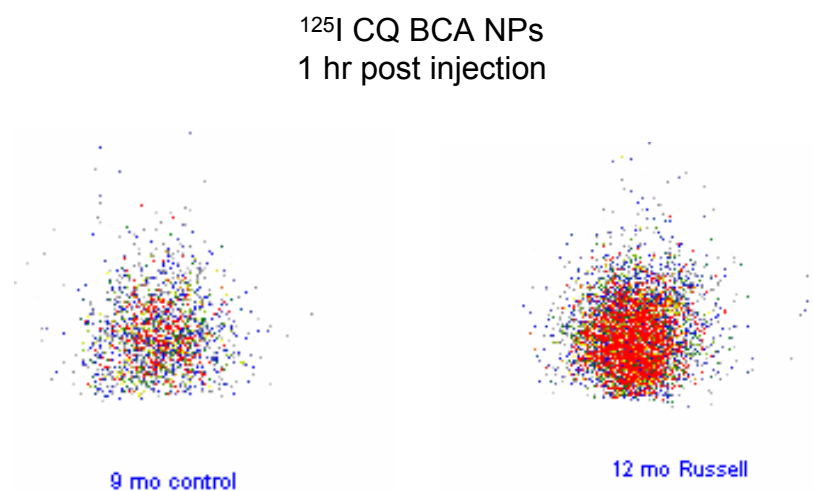 ¹²⁵I CQ BCA NPs
1 hr post injection
9 mo control
12 mo Russell